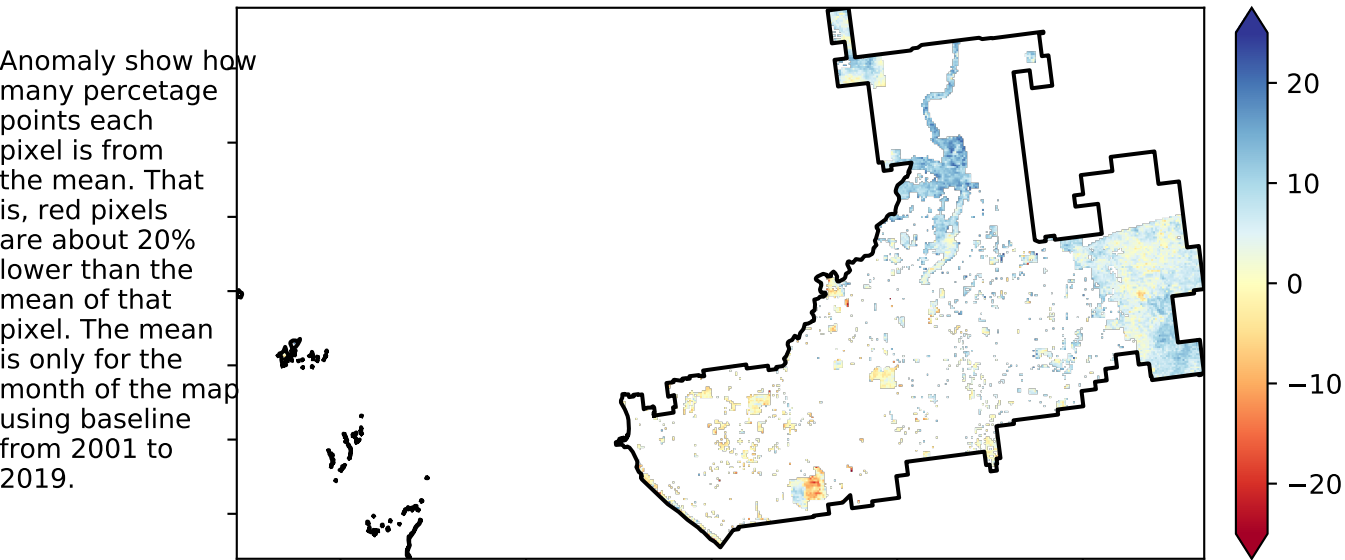 Anomaly show how
many percetage
points each
pixel is from
the mean. That
is, red pixels
are about 20%
lower than the
mean of that
pixel. The mean
is only for the
month of the map
using baseline
from 2001 to
2019.
20
10
0
−10
−20